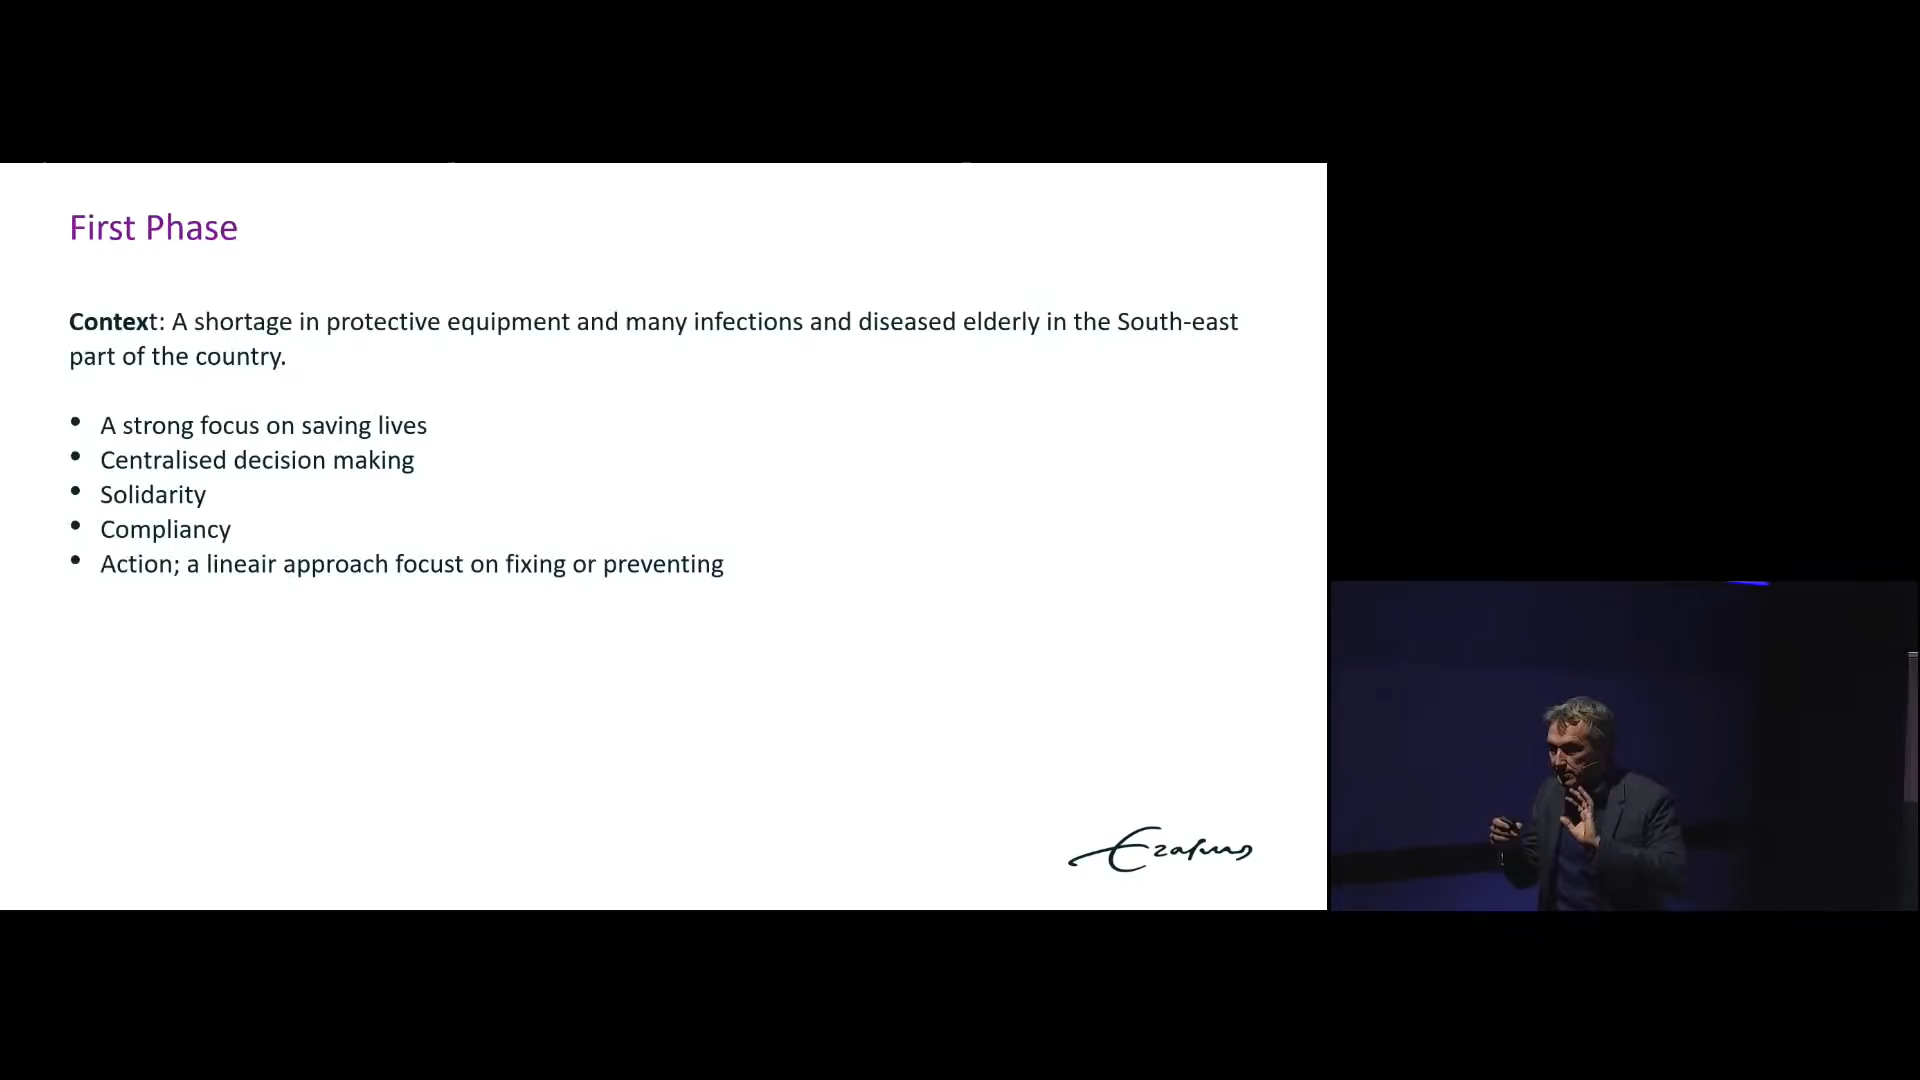 First Phase
Context: A shortage in protective equipment and many infections and diseased elderly in the South-east
part of the country.
• A strong focus on saving lives
• Centralised decision making
• Solidarity
• Compliancy
• Action; a lineair approach focust on fixing or preventing
Erasmus